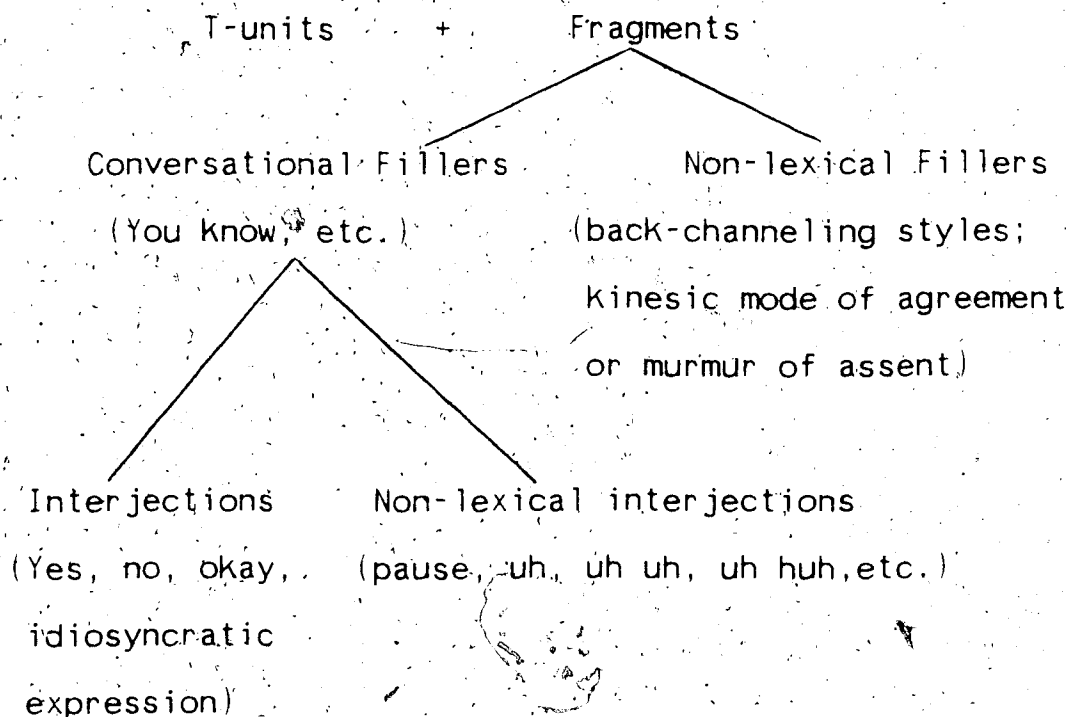 T-units + Fragments
Conversational Fillers Non-lexical Fillers
(You know, etc.) (back-channeling styles;
kinesic mode of agreement
or murmur of assent)
Interjections Non-lexical interjections
(Yes, no, okay, (pause, uh, uh uh, uh huh,etc.)
idiosyncratic
expression)